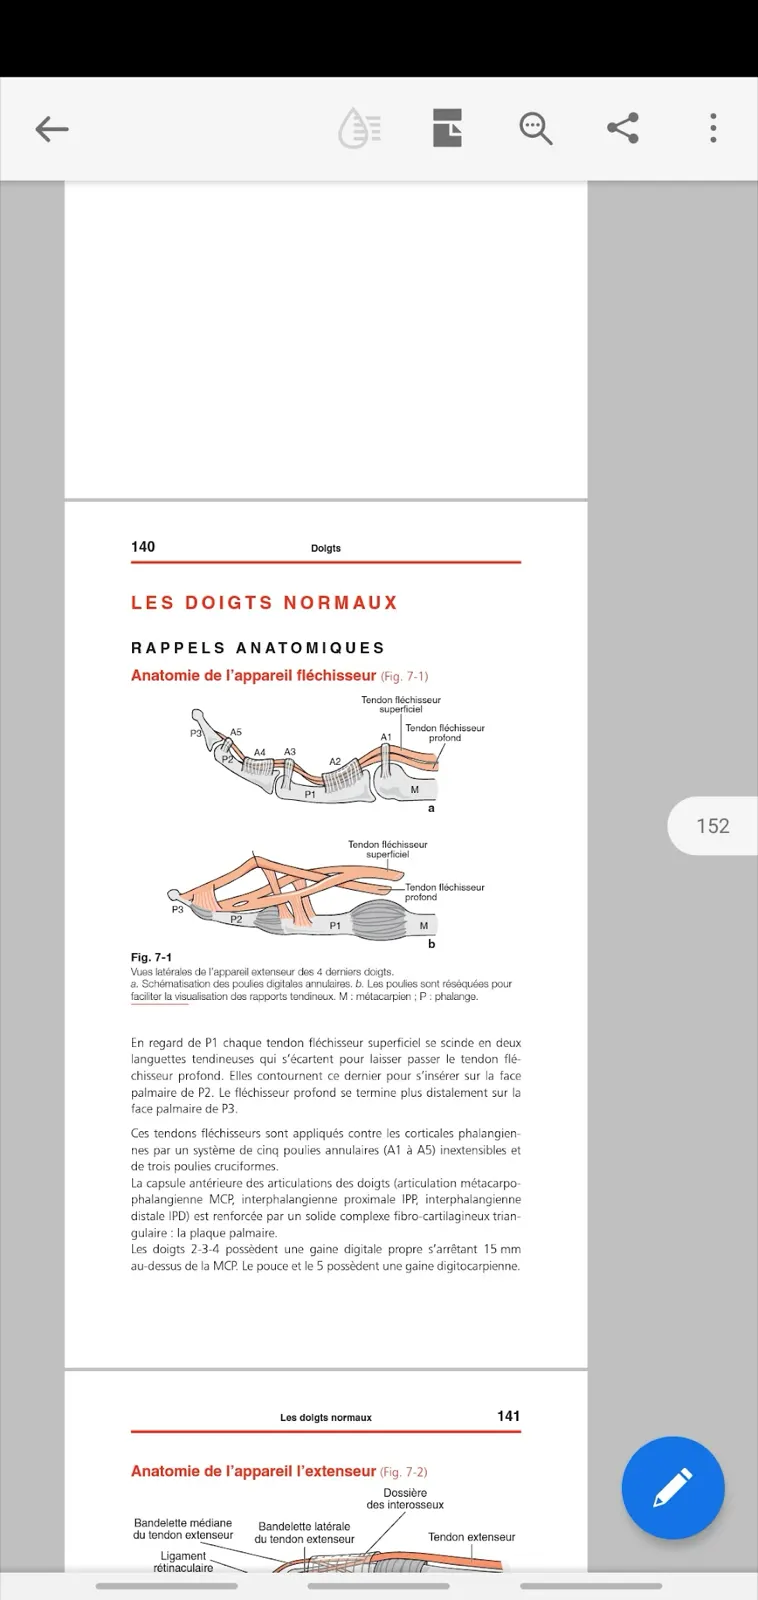 140
Doigts
LES DOIGTS NORMAUX
RAPPELS ANATOMIQUES
Anatomie de l'appareil fléchisseur (Fig. 7-1)
Tendon fléchisseur
superficiel
Tendon fléchisseur
profond
P3
A5
P2
A4
A3
A2
A1
P1
M
a
Tendon fléchisseur
superficiel
Tendon fléchisseur
profond
P3
P2
P1
M
b
152
Fig. 7-1
Vues latérales de l'appareil extenseur des 4 derniers doigts.
a. Schématisation des poulies digitales annulaires. b. Les poulies sont réséquées pour
faciliter la visualisation des rapports tendineux. M : métacarpien ; P : phalange.
En regard de P1 chaque tendon fléchisseur superficiel se scinde en deux
languettes tendineuses qui s'écartent pour laisser passer le tendon flé-
chisseur profond. Elles contournent ce dernier pour s'insérer sur la face
palmaire de P2. Le fléchisseur profond se termine plus distalement sur la
face palmaire de P3.
Ces tendons fléchisseurs sont appliqués contre les corticales phalangien-
nes par un système de cinq poulies annulaires (A1 à A5) inextensibles et
de trois poulies cruciformes.
La capsule antérieure des articulations des doigts (articulation métacarpo-
phalangienne MCP, interphalangienne proximale IPP, interphalangienne
distale IPD) est renforcée par un solide complexe fibro-cartilagineux trian-
gulaire : la plaque palmaire.
Les doigts 2-3-4 possèdent une gaine digitale propre s'arrêtant 15 mm
au-dessus de la MCP. Le pouce et le 5 possèdent une gaine digitocarpienne.
Les doigts normaux
141
Anatomie de l'appareil l'extenseur (Fig. 7-2)
Dossière
des interosseux
Bandelette médiane
du tendon extenseur
Bandelette latérale
du tendon extenseur
Tendon extenseur
Ligament
rétinaculaire